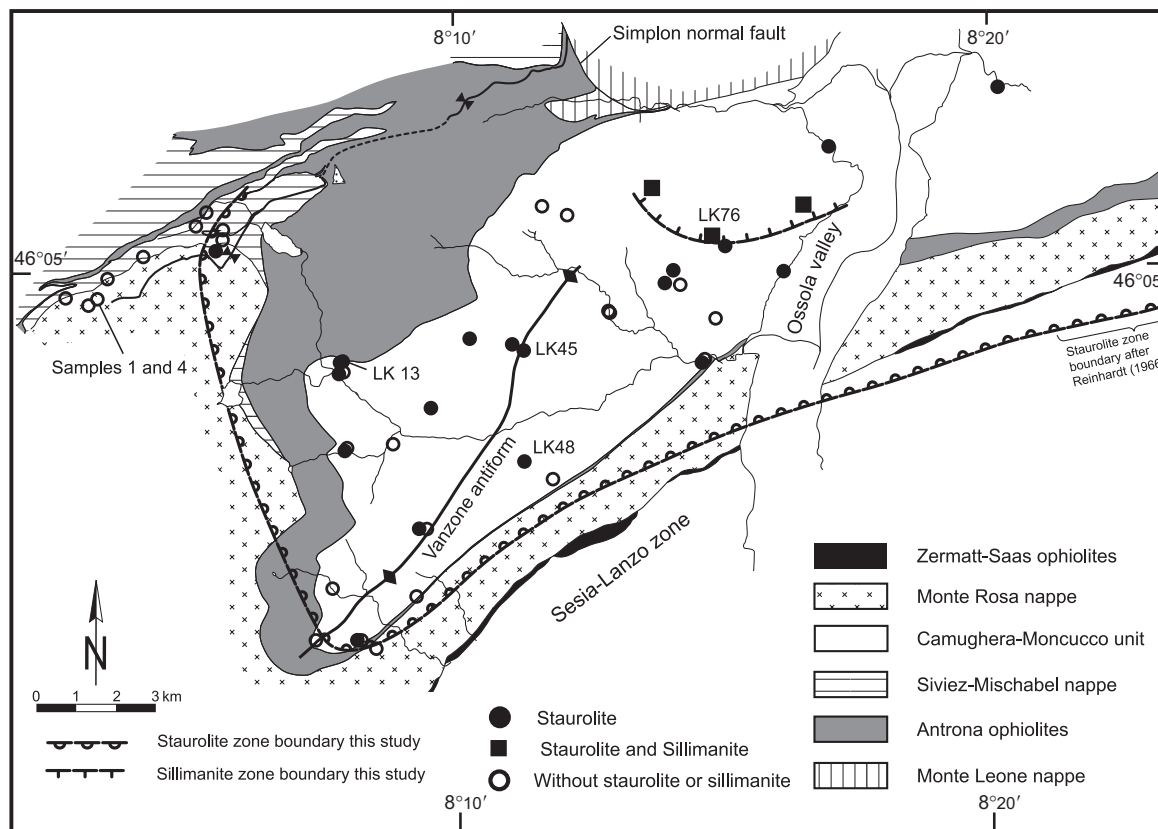 8°10′
8°20′
Simplon normal fault
LK76
46°05′
46°05′
Ossola valley
Samples 1 and 4
LK 13
LK45
Staurolite zone
boundary after
Reinhardt (1966
LK48
Vanzone antiform
Sesia-Lanzo zone
N
0 1 2 3 km
Staurolite zone boundary this study
Sillimanite zone boundary this study
Staurolite
Staurolite and Sillimanite
Without staurolite or sillimanite
Zermatt-Saas ophiolites
Monte Rosa nappe
Camughera-Moncucco unit
Siviez-Mischabel nappe
Antrona ophiolites
Monte Leone nappe
8°10′
8°20′